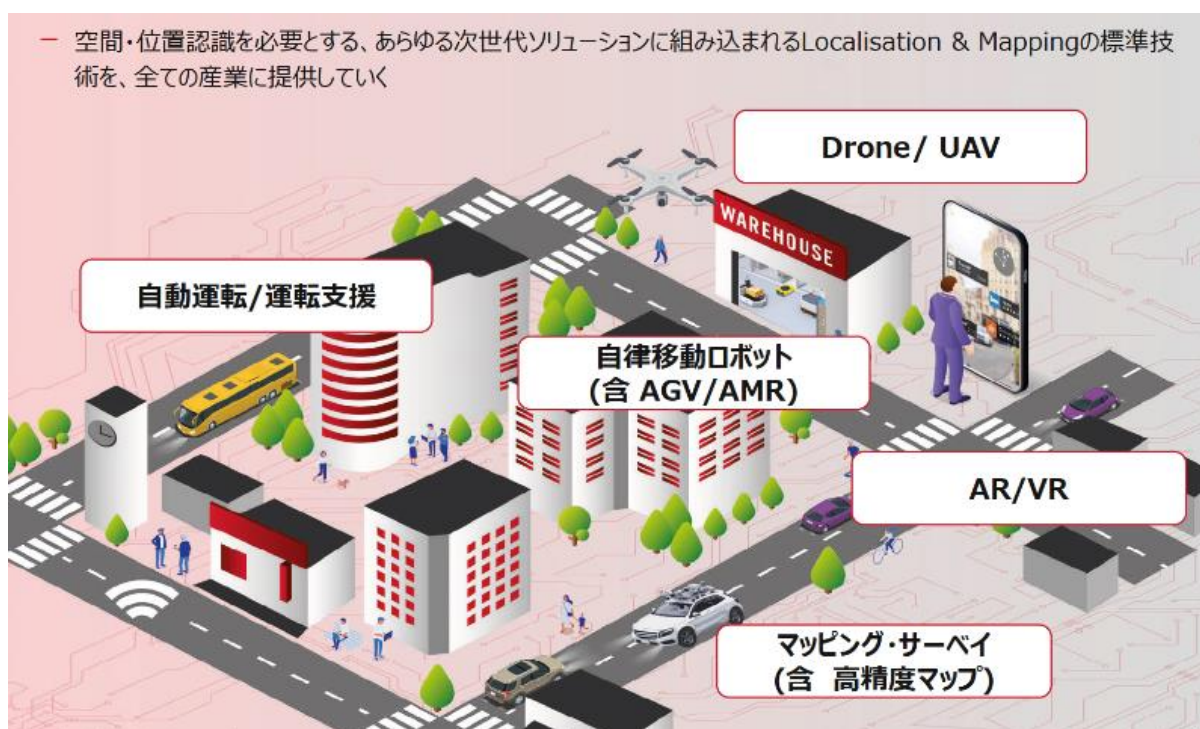 — 空間・位置認識を必要とする、あらゆる次世代ソリューションに組み込まれるLocalisation & Mappingの標準技
術を、全ての産業に提供していく
Drone/ UAV
WAREHOUSE
自動運転/運転支援
自律移動ロボット
(含 AGV/AMR)
AR/VR
マッピング・サーベイ
(含 高精度マップ)